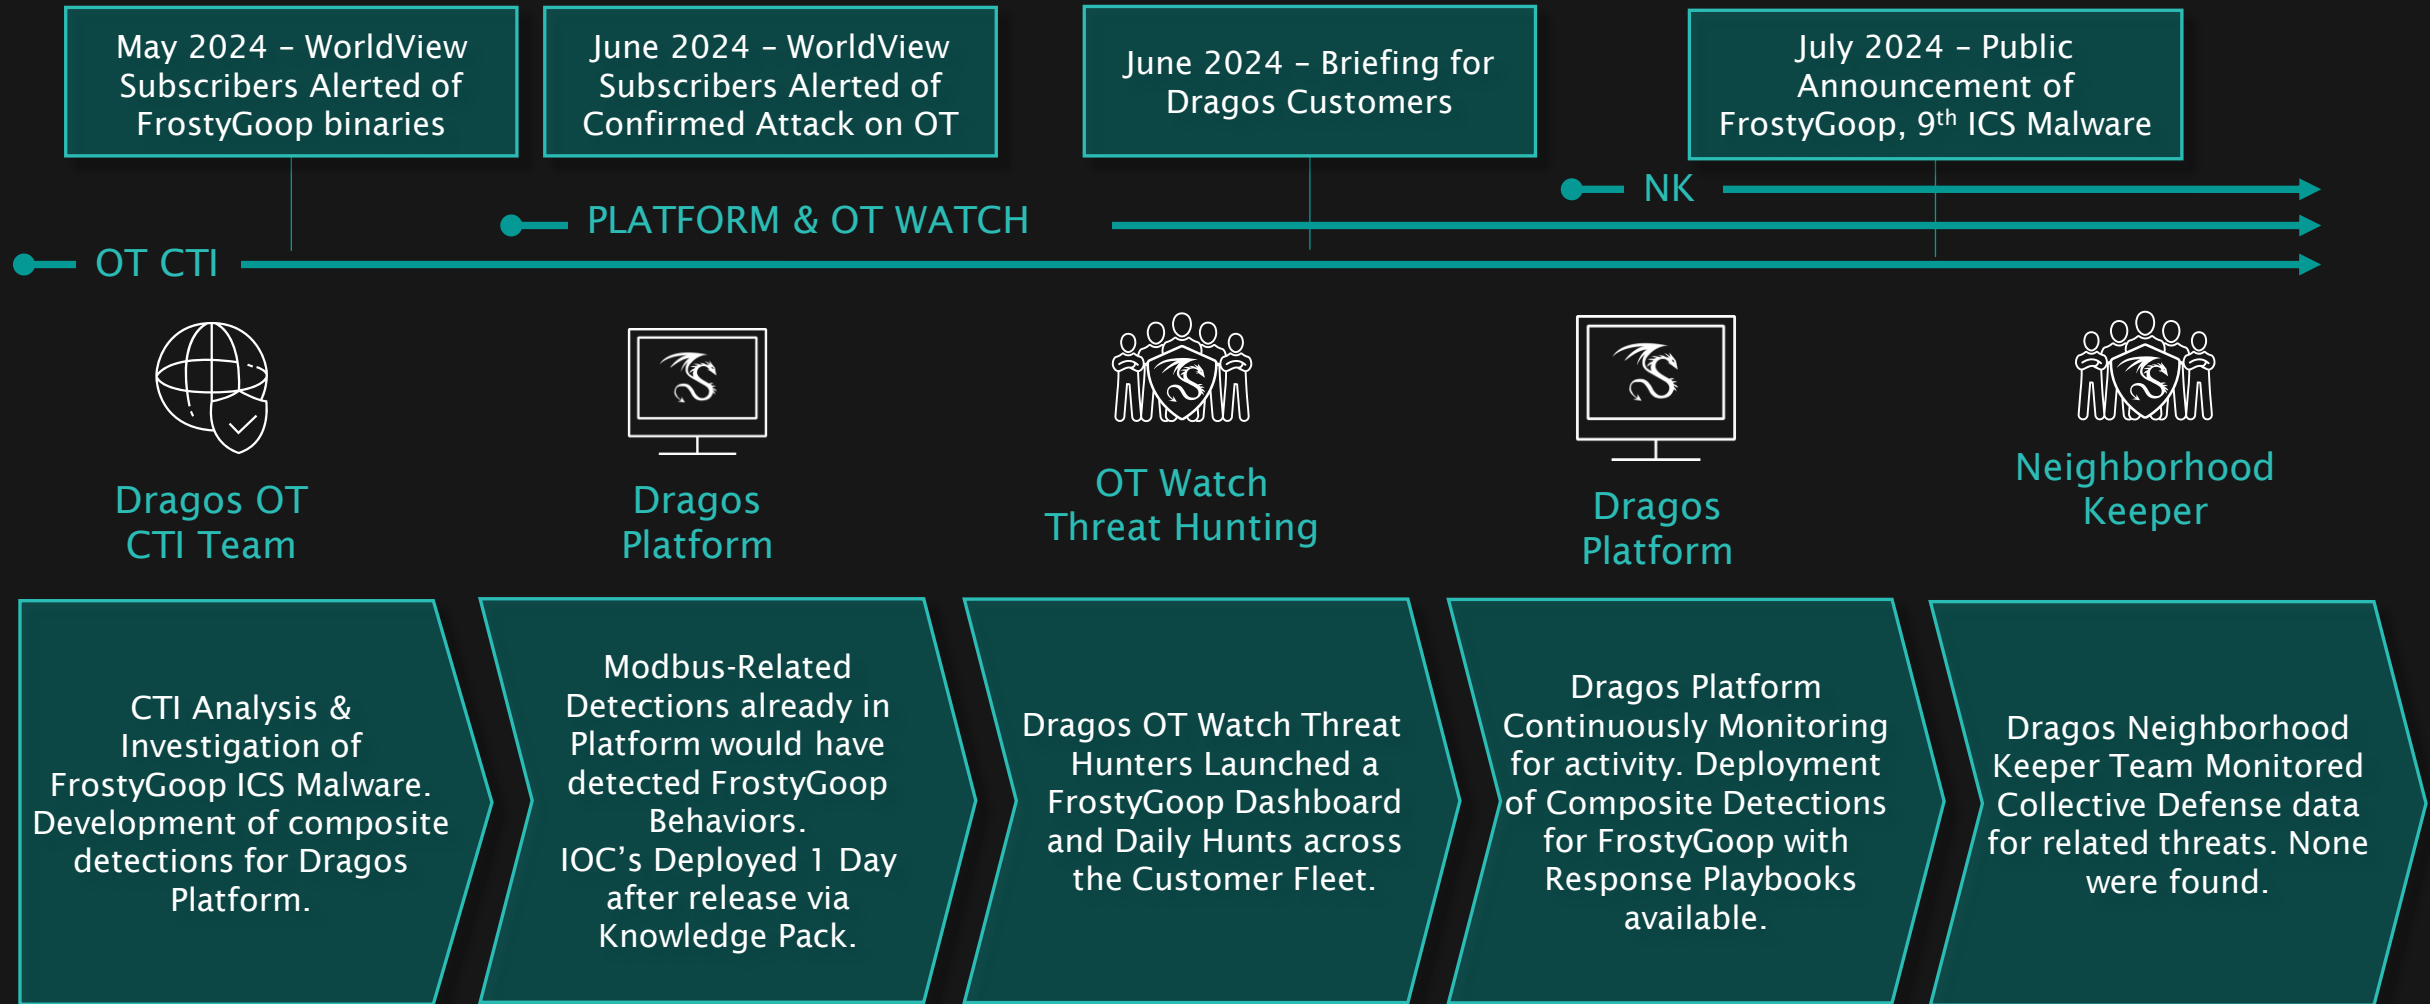 May 2024 – WorldView
Subscribers Alerted of
FrostyGoop binaries
June 2024 – WorldView
Subscribers Alerted of
Confirmed Attack on OT
June 2024 – Briefing for
Dragos Customers
July 2024 – Public
Announcement of
FrostyGoop, 9th ICS Malware
NK
PLATFORM & OT WATCH
OT CTI
Dragos OT
CTI Team
Dragos
Platform
OT Watch
Threat Hunting
Dragos
Platform
Neighborhood
Keeper
CTI Analysis &
Investigation of
FrostyGoop ICS Malware.
Development of composite
detections for Dragos
Platform.
Modbus-Related
Detections already in
Platform would have
detected FrostyGoop
Behaviors.
IOC’s Deployed 1 Day
after release via
Knowledge Pack.
Dragos OT Watch Threat
Hunters Launched a
FrostyGoop Dashboard
and Daily Hunts across
the Customer Fleet.
Dragos Platform
Continuously Monitoring
for activity. Deployment
of Composite Detections
for FrostyGoop with
Response Playbooks
available.
Dragos Neighborhood
Keeper Team Monitored
Collective Defense data
for related threats. None
were found.